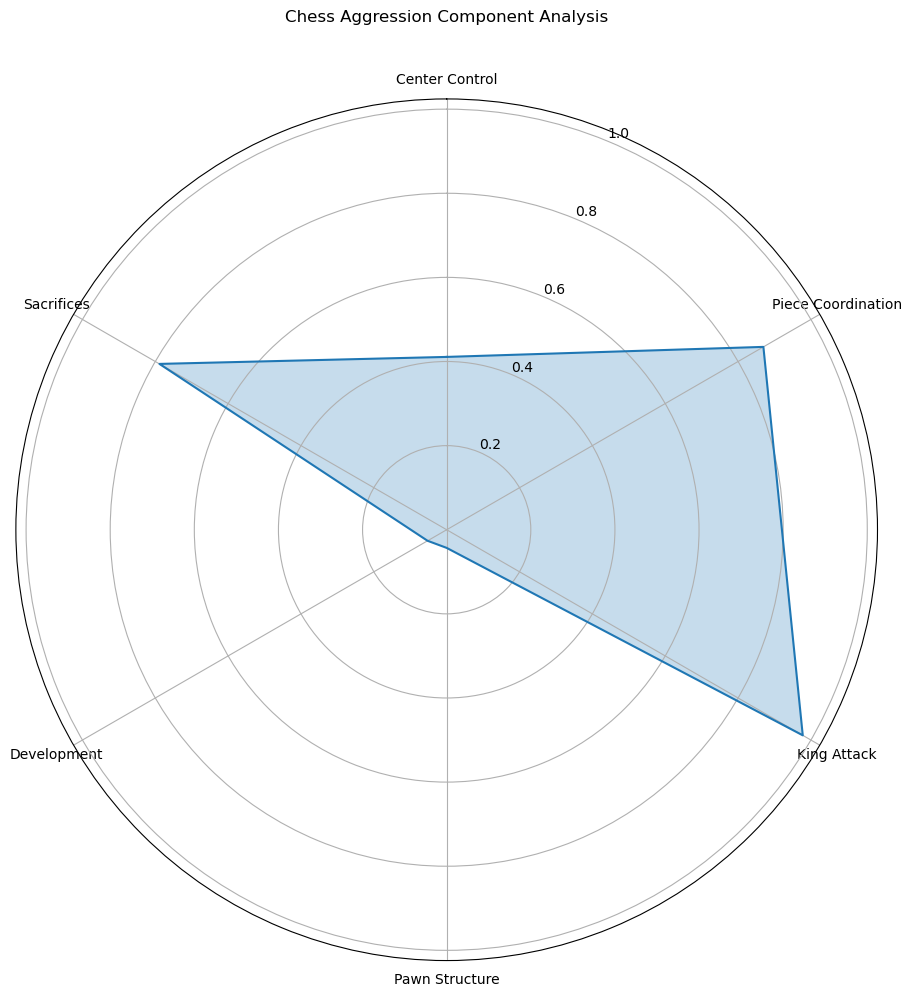 Chess Aggression Component Analysis
Center Control
1.0
0.8
0.6
Sacrifices
Piece Coordination
0.4
0.2
Development
King Attack
Pawn Structure